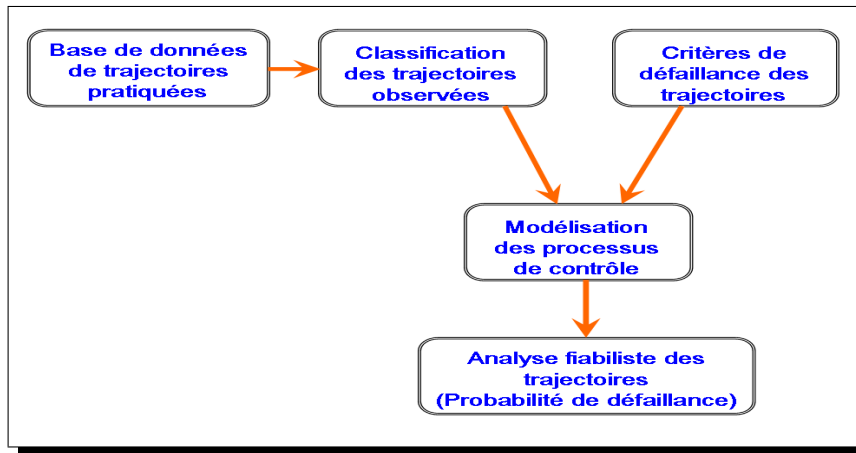 Base de données
de trajectoires
pratiquées
Classification
des trajectoires
observées
Critères de
défaillance des
trajectoires
Modélisation
des processus
de contrôle
Analyse fiabiliste des
trajectoires
(Probabilité de défaillance)